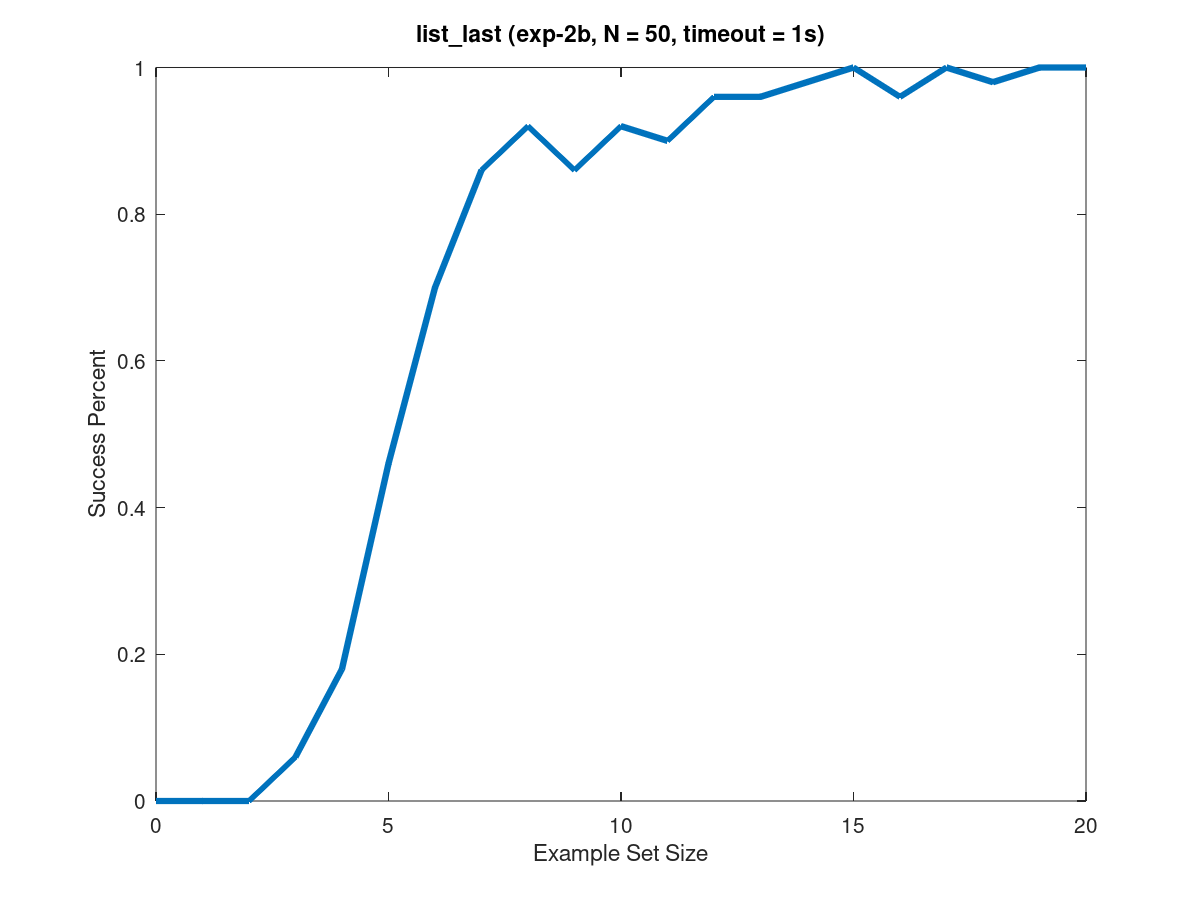 list_last (exp-2b, N = 50, timeout = 1s)
1
0.8
0.6
0.4
0.2
0
Success Percent
0 5 10 15 20
Example Set Size